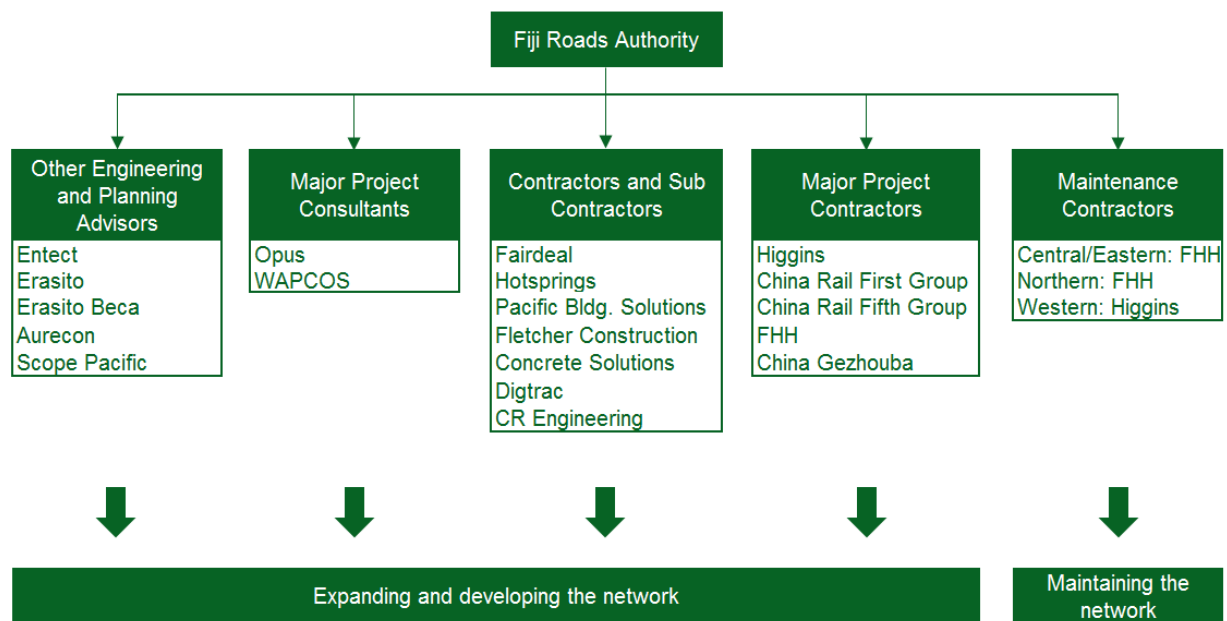 Fiji Roads Authority
Other Engineering
and Planning
Advisors
Entect
Erasito
Erasito Beca
Aurecon
Scope Pacific
Major Project
Consultants
Opus
WAPCOS
Contractors and Sub
Contractors
Fairdeal
Hotsprings
Pacific Bldg. Solutions
Fletcher Construction
Concrete Solutions
Digtrac
CR Engineering
Major Project
Contractors
Higgins
China Rail First Group
China Rail Fifth Group
FHH
China Gezhouba
Maintenance
Contractors
Central/Eastern: FHH
Northern: FHH
Western: Higgins
Expanding and developing the network
Maintaining the
network